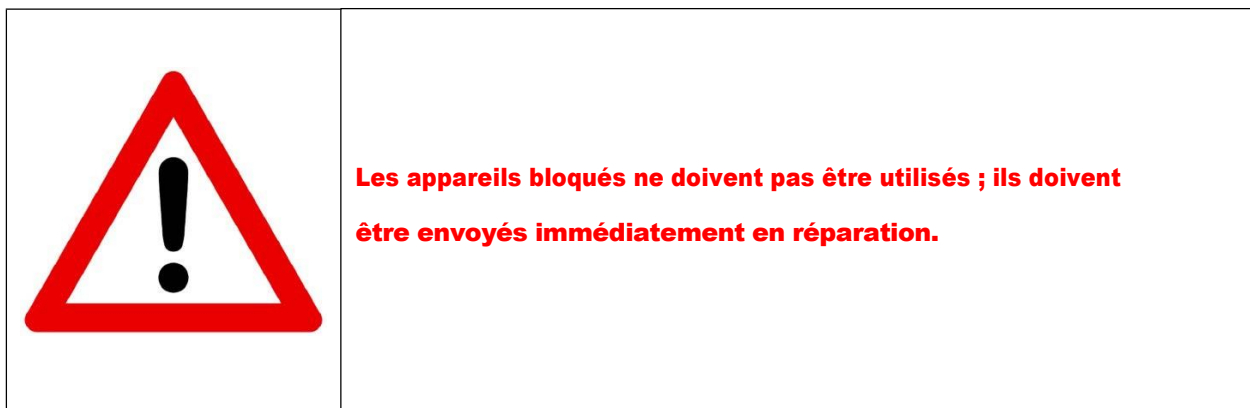 Les appareils bloqués ne doivent pas être utilisés ; ils doivent
être envoyés immédiatement en réparation.